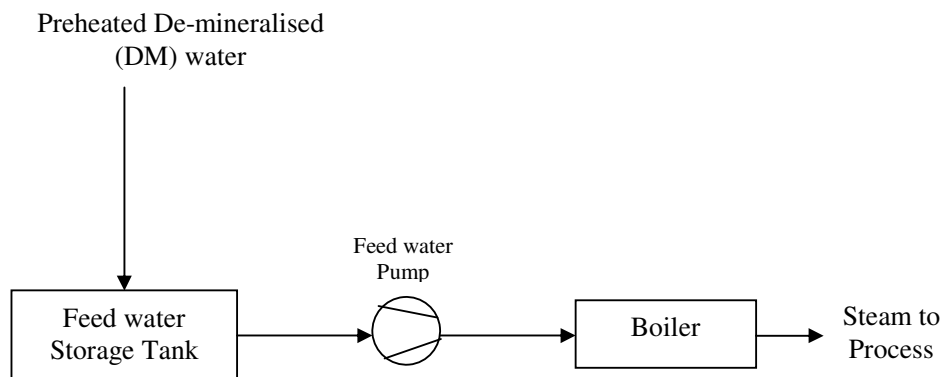 Preheated De-mineralised
(DM) water
Feed water
Pump
Feed water
Storage Tank
Boiler
Steam to
Process